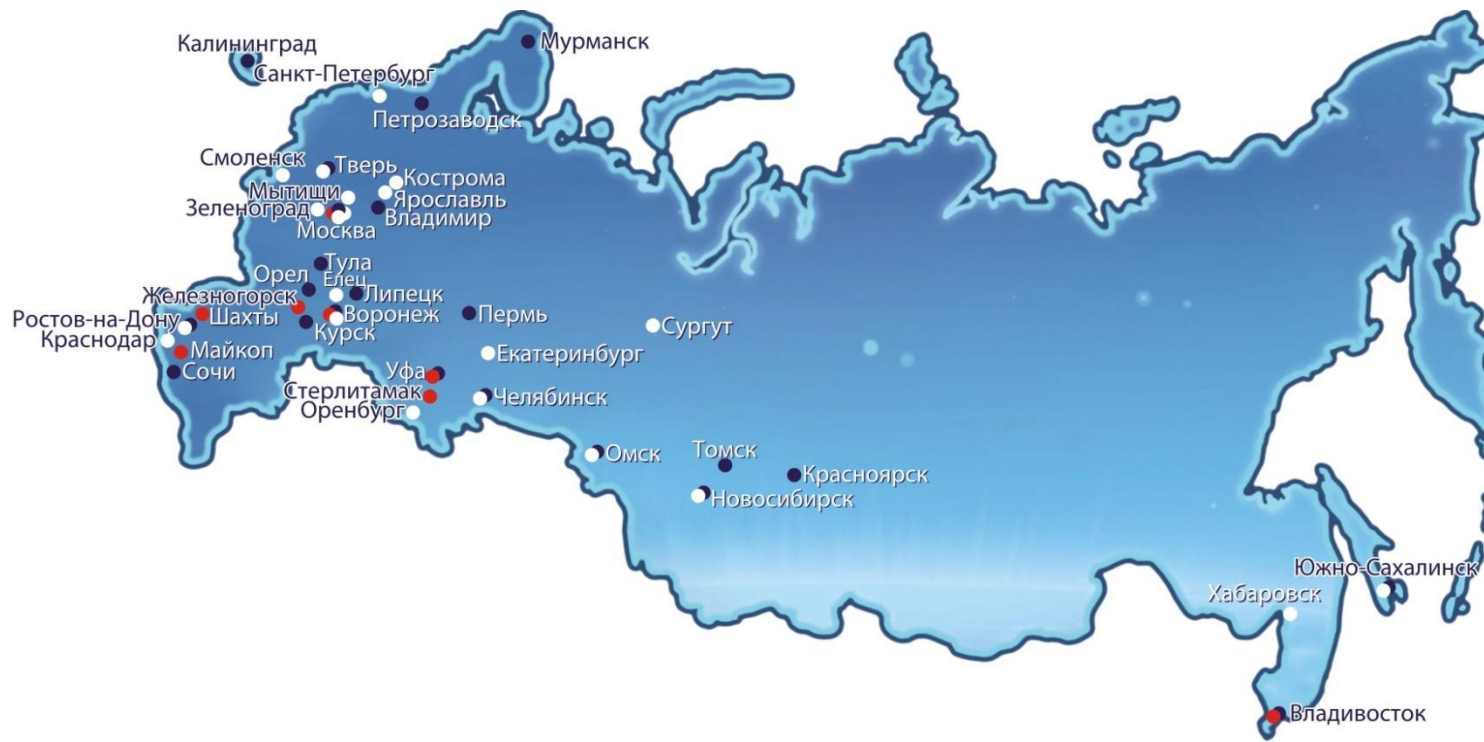 Калининград
Мурманск
Санкт-Петербург
Петрозаводск
Смоленск
Тверь
Кострома
Мытищи
Ярославль
Зеленоград
Владимир
Москва
Тула
Орел
Елец
Железногорск
Липецк
Ростов-на-Дону
Шахты
Воронеж
Пермь
Курск
Сургут
Краснодар
Майкоп
Екатеринбург
Сочи
Уфа
Стерлитамак
Челябинск
Оренбург
Омск
Томск
Красноярск
Новосибирск
Южно-Сахалинск
Хабаровск
Владивосток